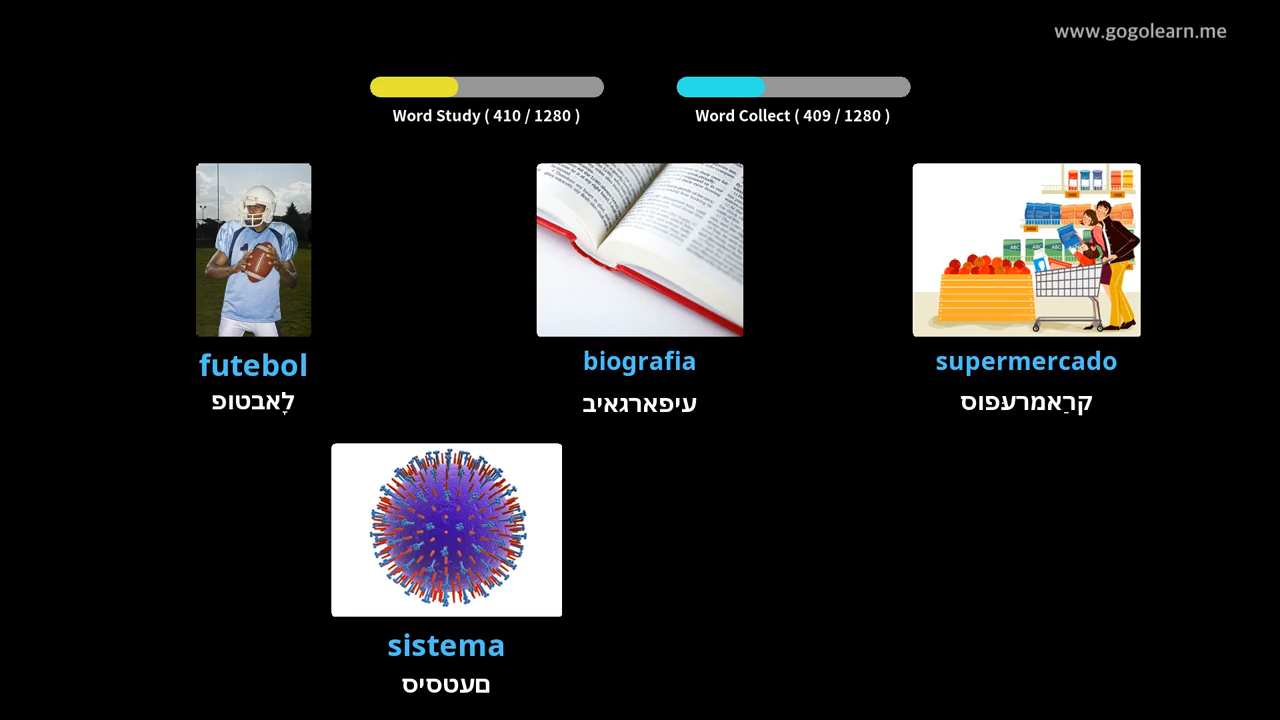 www.gogolearn.me
Word Study ( 410 / 1280 )
Word Collect ( 409 / 1280 )
futebol
biografia
supermercado
לָאבטופ
עיפארגאיב
קרַאמרעפוס
sistema
םעטסיס